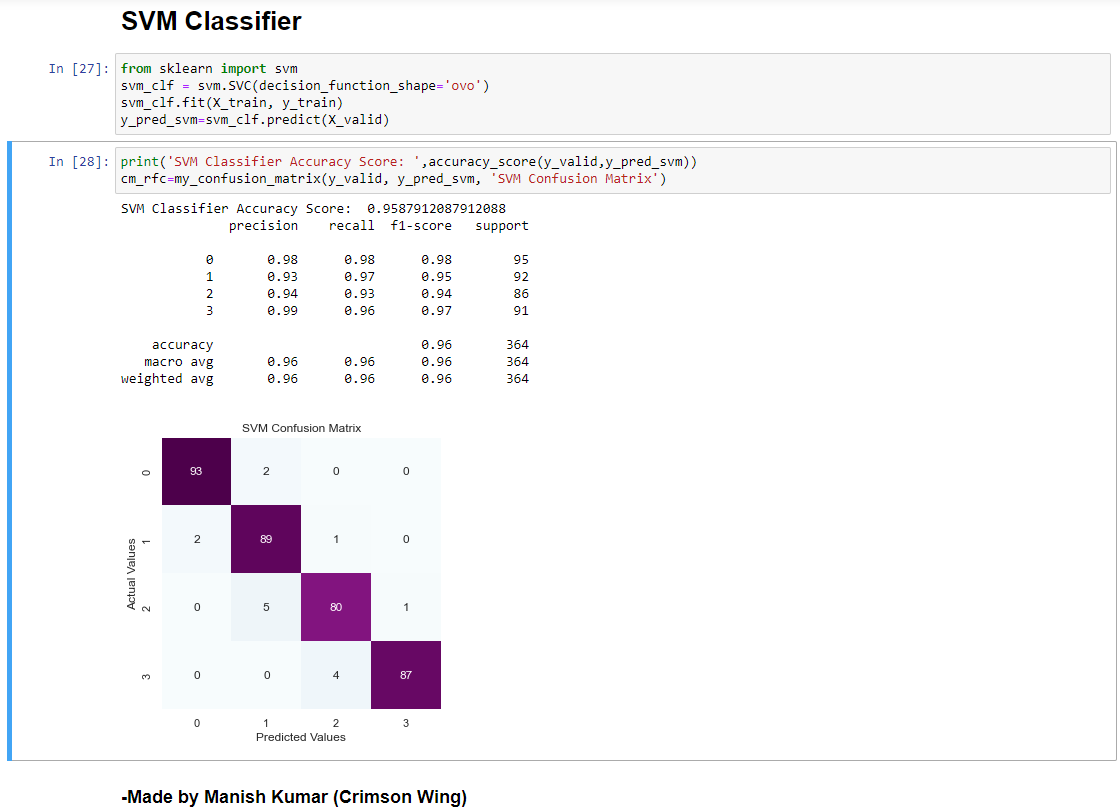 SVM Classifier
In [27]: from sklearn import svm
svm_clf = svm.SVC(decision_function_shape='ovo')
svm_clf.fit(X_train, y_train)
y_pred_svm=svm_clf.predict(X_valid)
In [28]: print('SVM Classifier Accuracy Score: ',accuracy_score(y_valid,y_pred_svm))
cm_rfc=my_confusion_matrix(y_valid, y_pred_svm, 'SVM Confusion Matrix')
SVM Classifier Accuracy Score:  0.9587912087912088
precision recall f1-score support
0 0.98 0.98 0.98 95
1 0.93 0.97 0.95 92
2 0.94 0.93 0.94 86
3 0.99 0.96 0.97 91
accuracy 0.96 364
macro avg 0.96 0.96 0.96 364
weighted avg 0.96 0.96 0.96 364
SVM Confusion Matrix
0 93 2 0 0
1 2 89 1 0
Actual Values
2 0 5 80 1
3 0 0 4 87
0 1 2 3
Predicted Values
-Made by Manish Kumar (Crimson Wing)